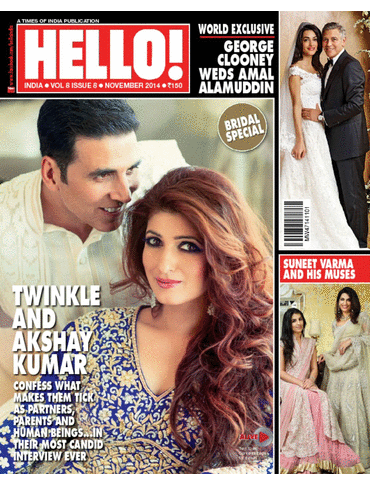 A TIMES OF INDIA PUBLICATION
HELLO!
INDIA ● VOL 8 ISSUE 8 ● NOVEMBER 2014 ● ₹150
WORLD EXCLUSIVE
GEORGE
CLOONEY
WEDS AMAL
ALAMUDDIN
BRIDAL
SPECIAL
TWINKLE
AND
AKSHAY
KUMAR
CONFESS WHAT
MAKES THEM TICK
AS PARTNERS,
PARENTS AND
HUMAN BEINGS...IN
THEIR MOST CANDID
INTERVIEW EVER
SUNEET VARMA
AND HIS MUSES